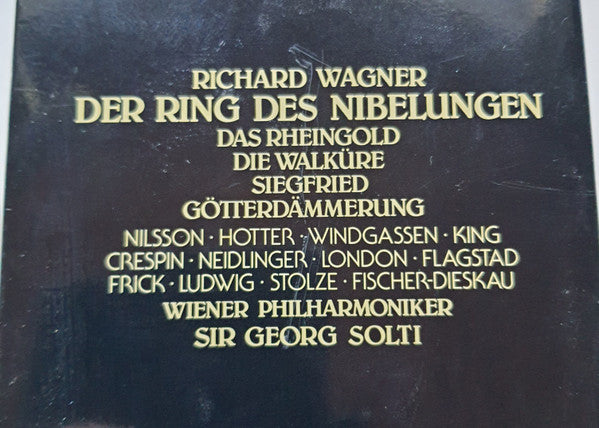 RICHARD WAGNER
DER RING DES NIBELUNGEN
DAS RHEINGOLD
DIE WALKÜRE
SIEGFRIED
GÖTTERDÄMMERUNG
NILSSON · HOTTER · WINDGASSEN · KING
CRESPIN · NEIDLINGER · LONDON · FLAGSTAD
FRICK · LUDWIG · STOLZE · FISCHER-DIESKAU
WIENER PHILHARMONIKER
SIR GEORG SOLTI